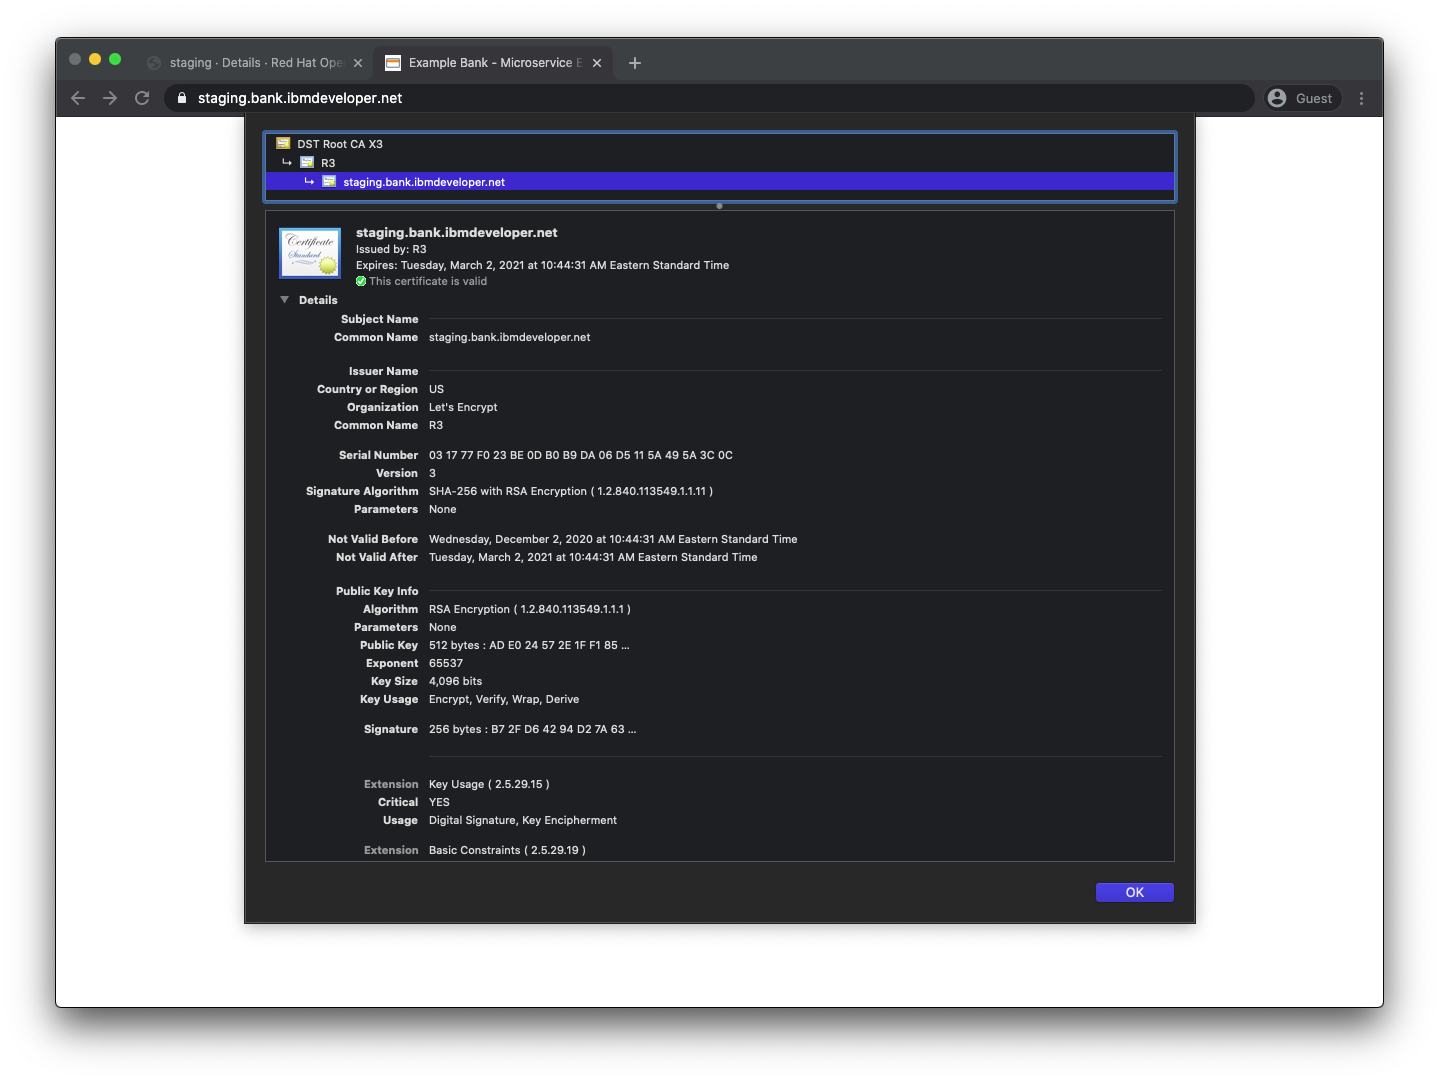 staging · Details · Red Hat Ope
Example Bank - Microservice E
staging.bank.ibmdeveloper.net
Guest
DST Root CA X3
R3
staging.bank.ibmdeveloper.net
Certificate
Standard
staging.bank.ibmdeveloper.net
Issued by: R3
Expires: Tuesday, March 2, 2021 at 10:44:31 AM Eastern Standard Time
This certificate is valid
Details
Subject Name
Common Name staging.bank.ibmdeveloper.net
Issuer Name
Country or Region US
Organization Let's Encrypt
Common Name R3
Serial Number 03 17 77 F0 23 BE 0D B0 B9 DA 06 D5 11 5A 49 5A 3C 0C
Version 3
Signature Algorithm SHA-256 with RSA Encryption ( 1.2.840.113549.1.1.11 )
Parameters None
Not Valid Before Wednesday, December 2, 2020 at 10:44:31 AM Eastern Standard Time
Not Valid After Tuesday, March 2, 2021 at 10:44:31 AM Eastern Standard Time
Public Key Info
Algorithm RSA Encryption ( 1.2.840.113549.1.1.1 )
Parameters None
Public Key 512 bytes : AD E0 24 57 2E 1F F1 85 ...
Exponent 65537
Key Size 4,096 bits
Key Usage Encrypt, Verify, Wrap, Derive
Signature 256 bytes : B7 2F D6 42 94 D2 7A 63 ...
Extension Key Usage ( 2.5.29.15 )
Critical YES
Usage Digital Signature, Key Encipherment
Extension Basic Constraints ( 2.5.29.19 )
OK